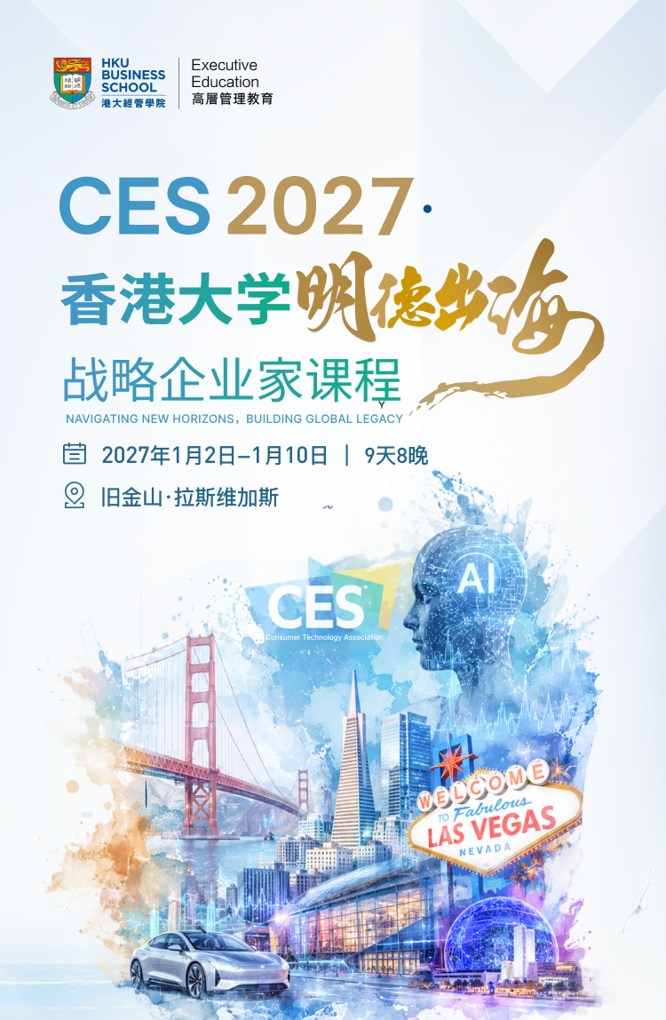 HKU
BUSINESS
SCHOOL
港大經管學院
Executive
Education
高層管理教育
CES 2027·
香港大学明德出海
战略企业家课程
NAVIGATING NEW HORIZONS, BUILDING GLOBAL LEGACY
2027年1月2日–1月10日 | 9天8晚
旧金山·拉斯维加斯
AI
CES
Consumer Technology Association
WELCOME
TO Fabulous
LAS VEGAS
NEVADA